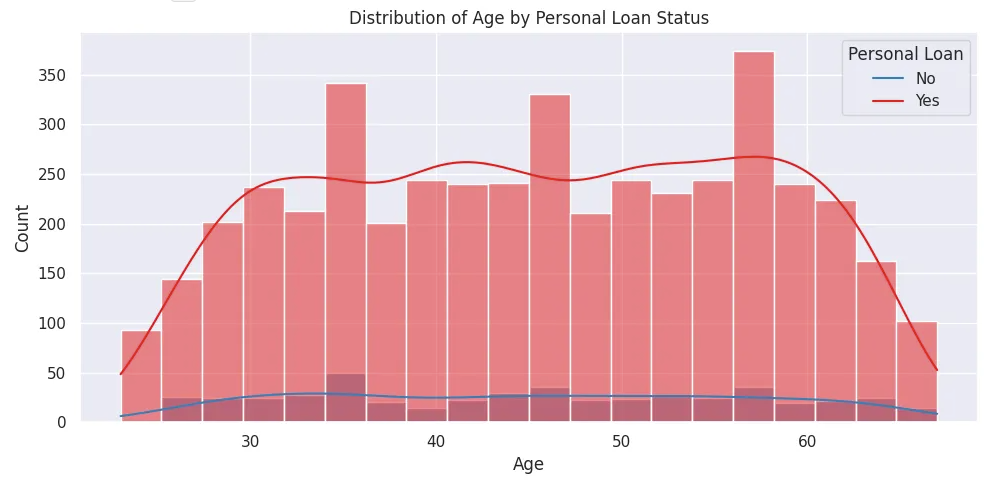 Distribution of Age by Personal Loan Status
Personal Loan
No
Yes
350
300
250
200
150
100
50
0
Count
30 40 50 60
Age